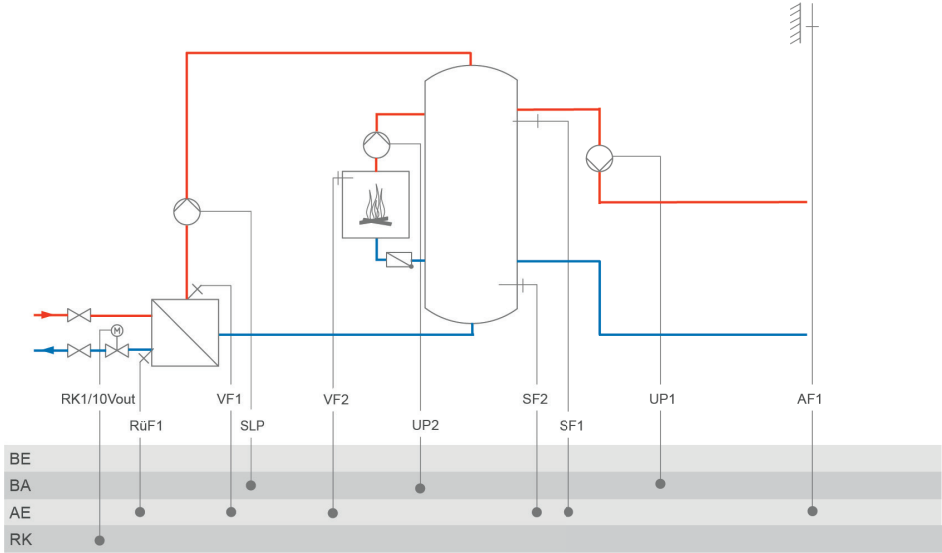 M
RK1/10Vout
VF1
VF2
SF2
UP1
AF1
RüF1
SLP
UP2
SF1
BE
BA
AE
RK